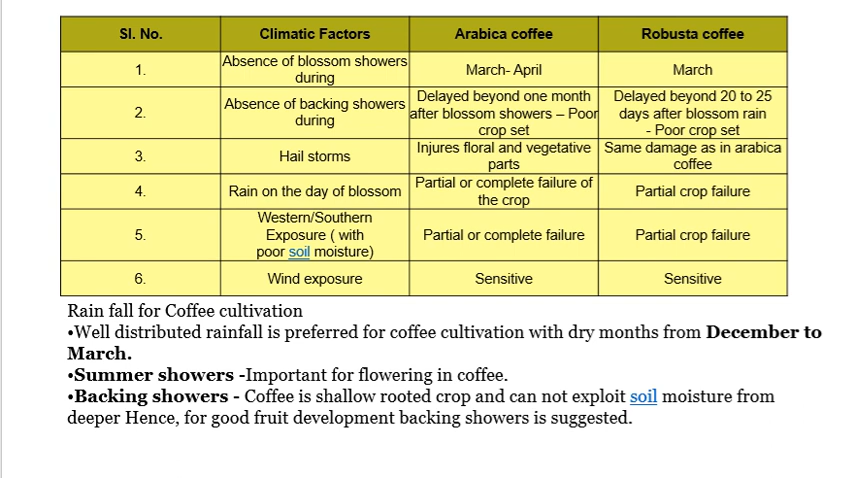 Sl. No. Climatic Factors Arabica coffee Robusta coffee
1. Absence of blossom showers during March- April March
2. Absence of backing showers during Delayed beyond one month after blossom showers – Poor crop set Delayed beyond 20 to 25 days after blossom rain - Poor crop set
3. Hail storms Injures floral and vegetative parts Same damage as in arabica coffee
4. Rain on the day of blossom Partial or complete failure of the crop Partial crop failure
5. Western/Southern Exposure ( with poor soil moisture) Partial or complete failure Partial crop failure
6. Wind exposure Sensitive Sensitive
Rain fall for Coffee cultivation
•Well distributed rainfall is preferred for coffee cultivation with dry months from December to
March.
•Summer showers -Important for flowering in coffee.
•Backing showers - Coffee is shallow rooted crop and can not exploit soil moisture from
deeper Hence, for good fruit development backing showers is suggested.